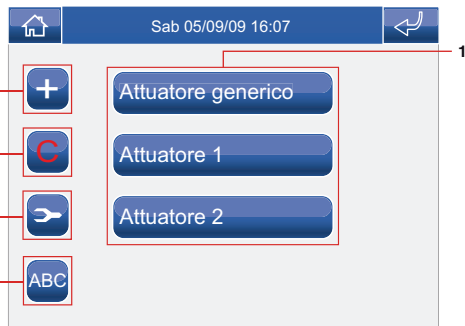 Sab 05/09/09 16:07
1
+
Attuatore generico
C
Attuatore 1
Attuatore 2
ABC